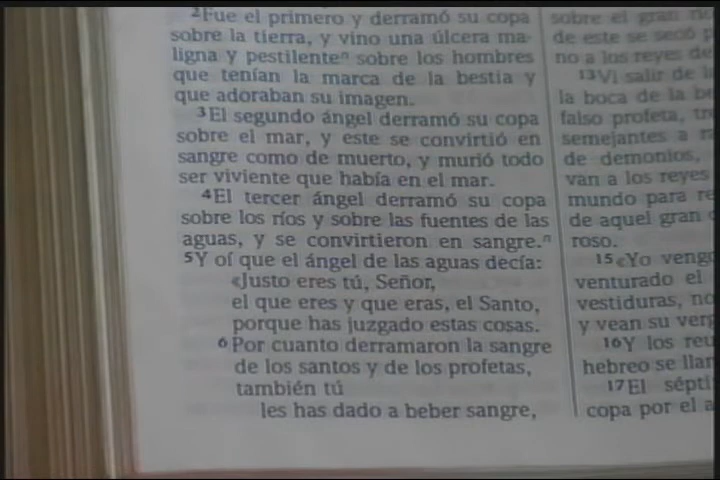 2Fue el primero y derramó su copa
sobre la tierra, y vino una úlcera ma-
ligna y pestilenteⁿ sobre los hombres
que tenían la marca de la bestia y
que adoraban su imagen.
3El segundo ángel derramó su copa
sobre el mar, y este se convirtió en
sangre como de muerto, y murió todo
ser viviente que había en el mar.
4El tercer ángel derramó su copa
sobre los ríos y sobre las fuentes de las
aguas, y se convirtieron en sangre.ⁿ
5Y oí que el ángel de las aguas decía:
«Justo eres tú, Señor,
el que eres y que eras, el Santo,
porque has juzgado estas cosas.
6Por cuanto derramaron la sangre
de los santos y de los profetas,
también tú
les has dado a beber sangre,
sobre el gran
de este se secó
no a los reyes de
13Vi salir de
la boca de la
falso profeta,
semejantes a
de demonios,
van a los reyes
mundo para
de aquel gran
roso.
15«Yo vengo
venturado el
vestiduras,
y vean su
16Y los
hebreo se
17El
copa por el